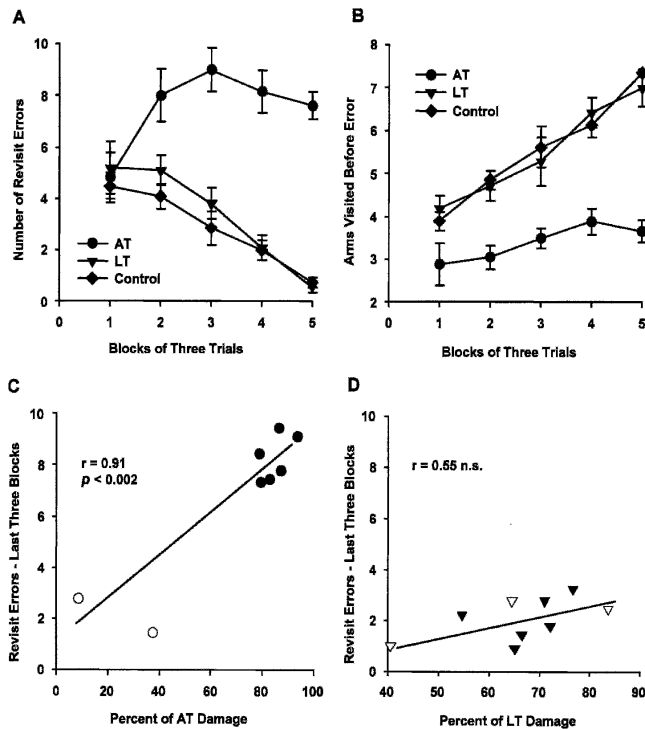 A
Number of Revisit Errors
10
8
6
4
2
0
AT
LT
Control
0 1 2 3 4 5
Blocks of Three Trials
B
Arms Visited Before Error
8
7
6
5
4
3
2
AT
LT
Control
0 1 2 3 4 5
Blocks of Three Trials
C
Revisit Errors - Last Three Blocks
10
8
6
4
2
0
r = 0.91
p < 0.002
0 20 40 60 80 100
Percent of AT Damage
D
Revisit Errors - Last Three Blocks
10
8
6
4
2
0
r = 0.55 n.s.
40 50 60 70 80 90
Percent of LT Damage